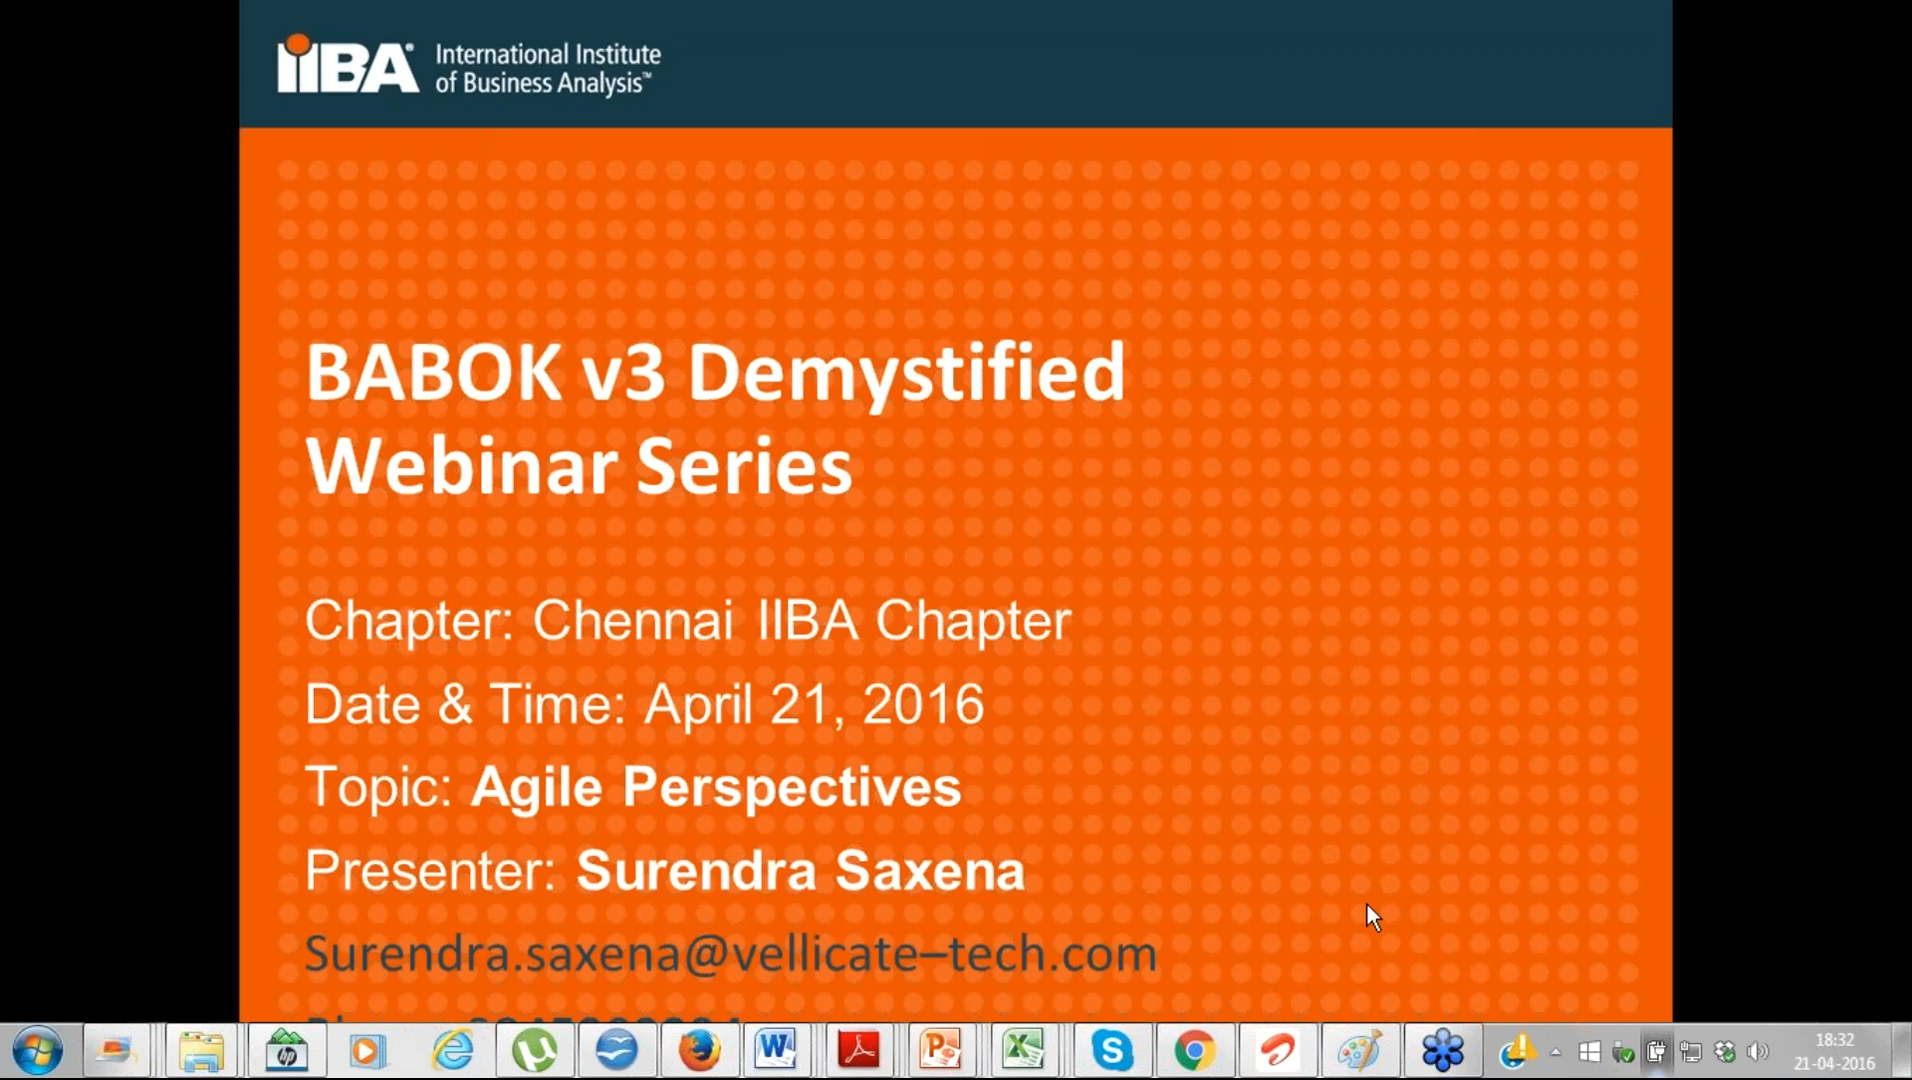 iiBA® International Institute
of Business Analysis™
BABOK v3 Demystified
Webinar Series
Chapter: Chennai IIBA Chapter
Date & Time: April 21, 2016
Topic: Agile Perspectives
Presenter: Surendra Saxena
Surendra.saxena@vellicate–tech.com
18:32
21-04-2016